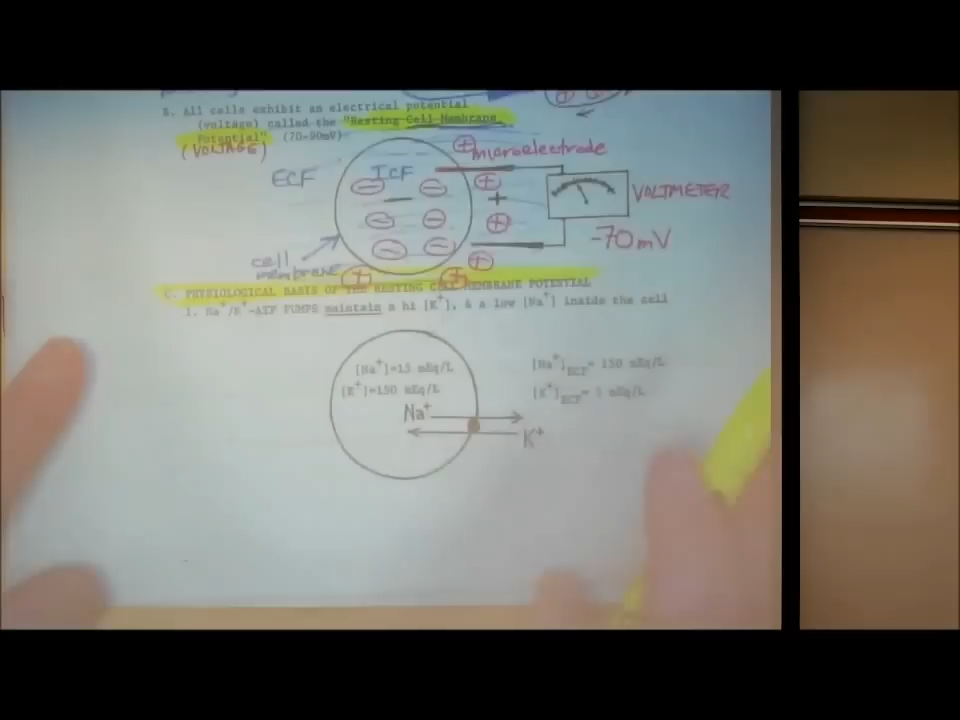 B. All cells exhibit an electrical potential
(voltage) called the "Resting Cell Membrane
Potential" (70-90mV)
(VOLTAGE)
+ microelectrode
ECF
ICF
VOLTMETER
-70mV
cell
membrane
C. PHYSIOLOGICAL BASIS OF THE RESTING CELL MEMBRANE POTENTIAL
1. Na+/K+-ATP PUMPS maintain a hi [K+], & a low [Na+] inside the cell
[Na+]=15 mEq/L
[K+]=150 mEq/L
[Na+]ECF= 150 mEq/L
[K+]ECF= 5 mEq/L
Na+
K+